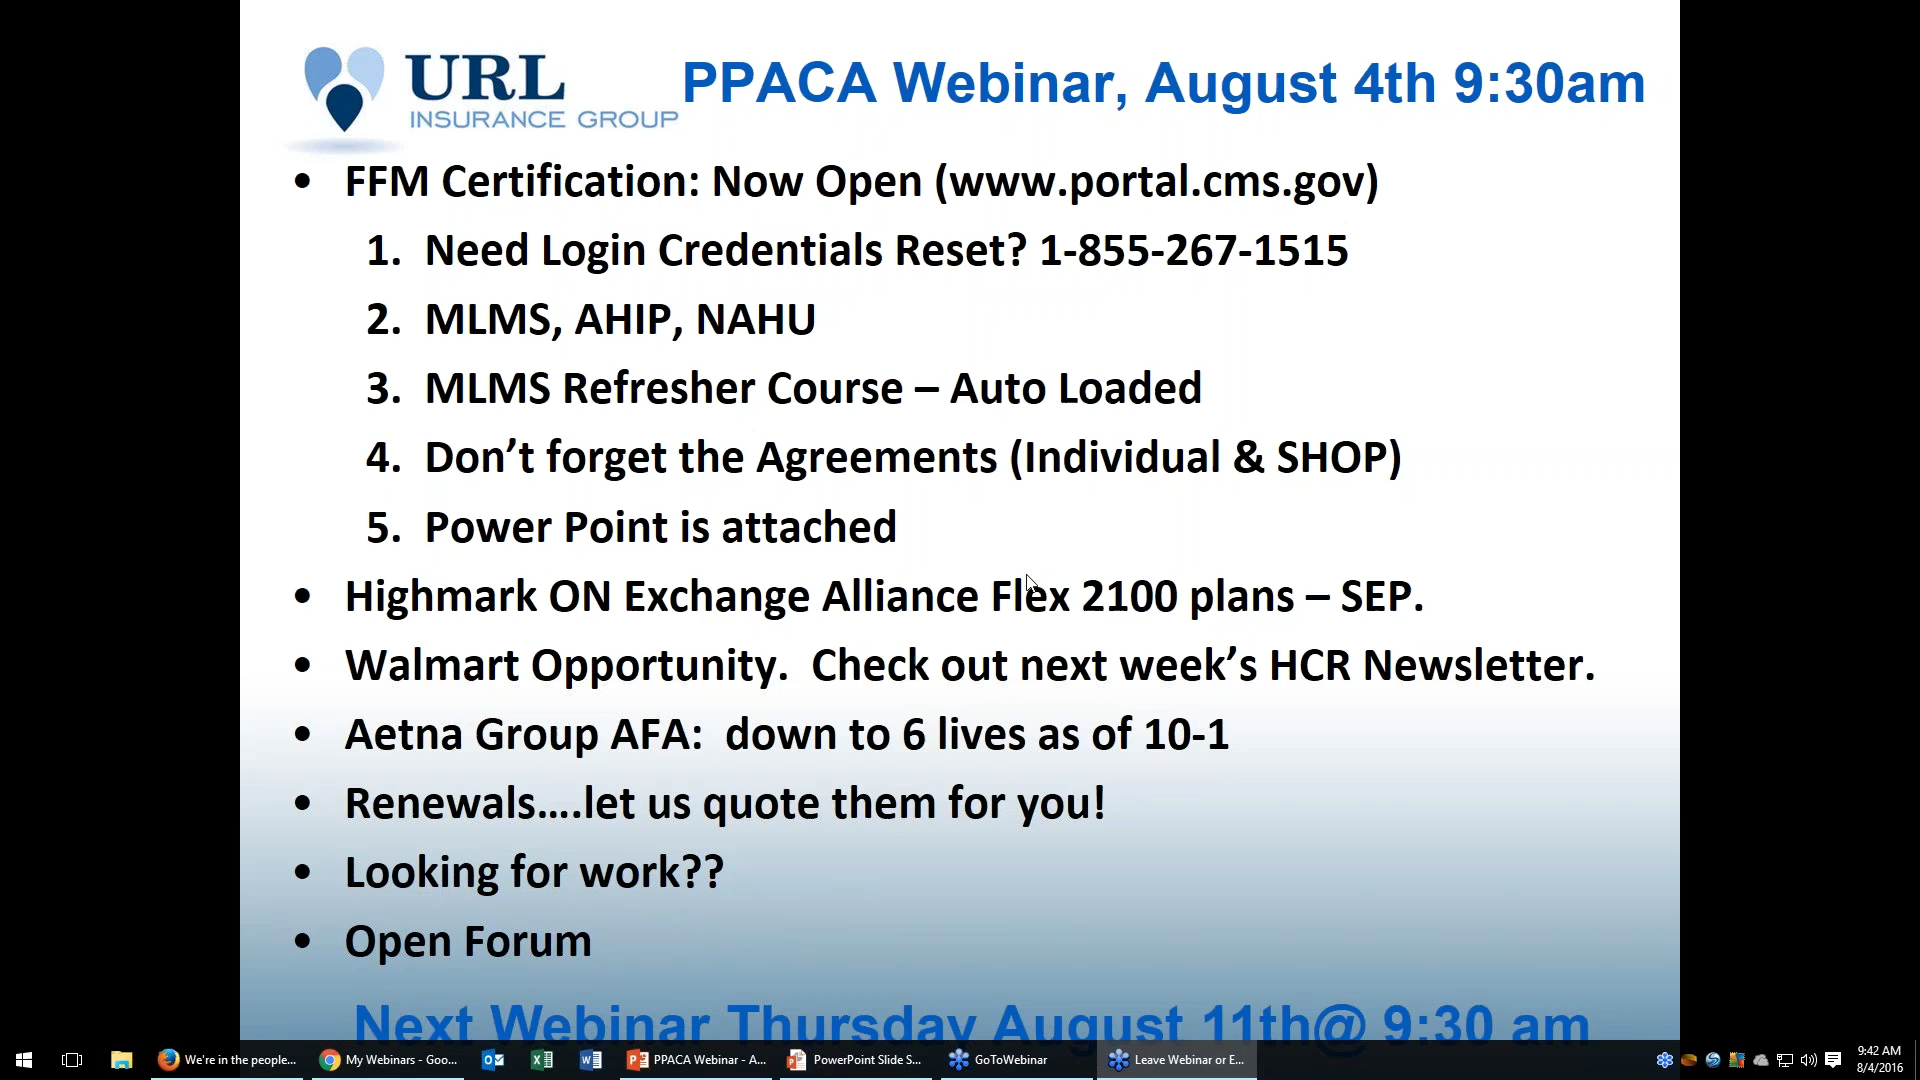 URL
INSURANCE GROUP
PPACA Webinar, August 4th 9:30am
• FFM Certification: Now Open (www.portal.cms.gov)
1. Need Login Credentials Reset? 1-855-267-1515
2. MLMS, AHIP, NAHU
3. MLMS Refresher Course – Auto Loaded
4. Don’t forget the Agreements (Individual & SHOP)
5. Power Point is attached
• Highmark ON Exchange Alliance Flex 2100 plans – SEP.
• Walmart Opportunity.  Check out next week’s HCR Newsletter.
• Aetna Group AFA:  down to 6 lives as of 10-1
• Renewals….let us quote them for you!
• Looking for work??
• Open Forum
Next Webinar Thursday August 11th@ 9:30 am
We're in the people...
My Webinars - Goo...
PPACA Webinar - A...
PowerPoint Slide S...
GoToWebinar
Leave Webinar or E...
9:42 AM
8/4/2016